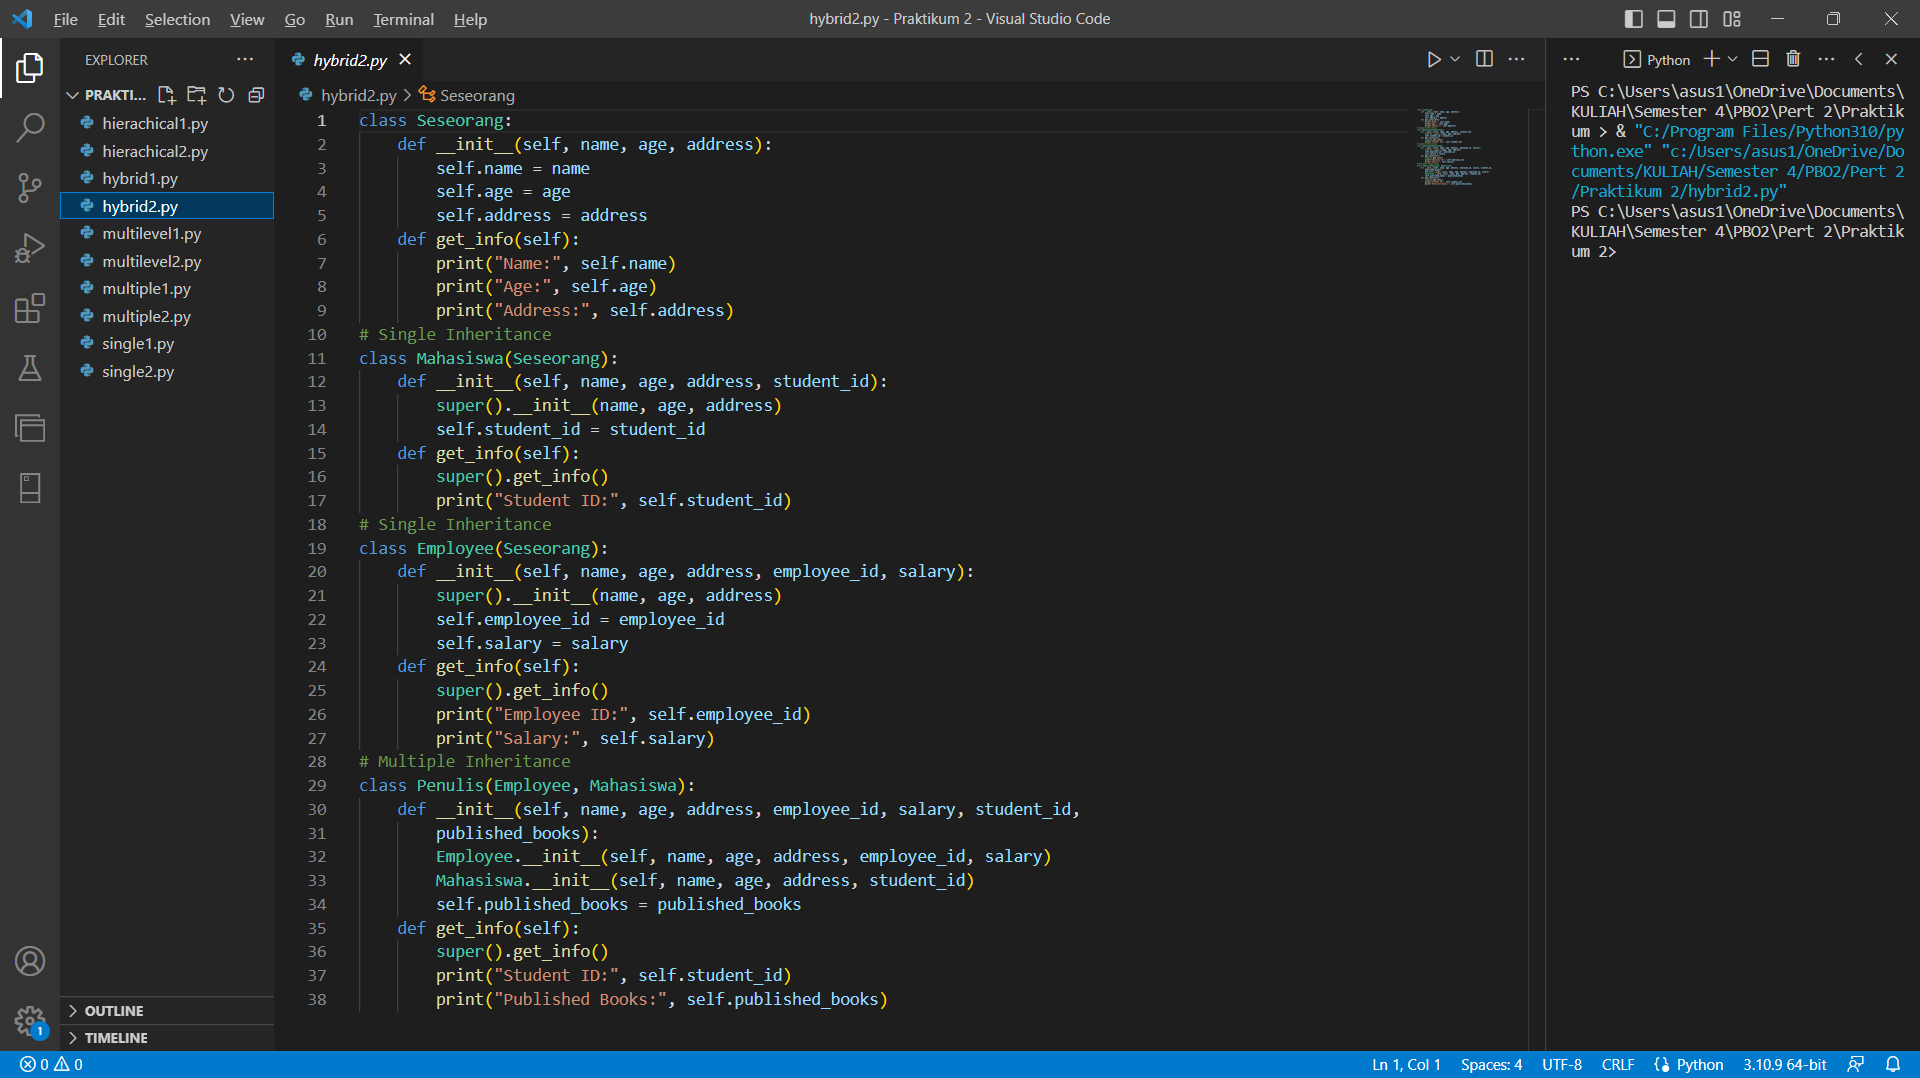 File Edit Selection View Go Run Terminal Help
hybrid2.py - Praktikum 2 - Visual Studio Code
EXPLORER
PRAKTI...
hierachical1.py
hierachical2.py
hybrid1.py
hybrid2.py
multilevel1.py
multilevel2.py
multiple1.py
multiple2.py
single1.py
single2.py
OUTLINE
TIMELINE
hybrid2.py
hybrid2.py > Seseorang
1 class Seseorang:
2     def __init__(self, name, age, address):
3         self.name = name
4         self.age = age
5         self.address = address
6     def get_info(self):
7         print("Name:", self.name)
8         print("Age:", self.age)
9         print("Address:", self.address)
10 # Single Inheritance
11 class Mahasiswa(Seseorang):
12     def __init__(self, name, age, address, student_id):
13         super().__init__(name, age, address)
14         self.student_id = student_id
15     def get_info(self):
16         super().get_info()
17         print("Student ID:", self.student_id)
18 # Single Inheritance
19 class Employee(Seseorang):
20     def __init__(self, name, age, address, employee_id, salary):
21         super().__init__(name, age, address)
22         self.employee_id = employee_id
23         self.salary = salary
24     def get_info(self):
25         super().get_info()
26         print("Employee ID:", self.employee_id)
27         print("Salary:", self.salary)
28 # Multiple Inheritance
29 class Penulis(Employee, Mahasiswa):
30     def __init__(self, name, age, address, employee_id, salary, student_id,
31         published_books):
32         Employee.__init__(self, name, age, address, employee_id, salary)
33         Mahasiswa.__init__(self, name, age, address, student_id)
34         self.published_books = published_books
35     def get_info(self):
36         super().get_info()
37         print("Student ID:", self.student_id)
38         print("Published Books:", self.published_books)
Python
PS C:\Users\asus1\OneDrive\Documents\
KULIAH\Semester 4\PBO2\Pert 2\Praktik
um > & "C:/Program Files/Python310/py
thon.exe" "c:/Users/asus1/OneDrive/Do
cuments/KULIAH/Semester 4/PBO2/Pert 2
/Praktikum 2/hybrid2.py"
PS C:\Users\asus1\OneDrive\Documents\
KULIAH\Semester 4\PBO2\Pert 2\Praktik
um 2>
1
0 0
Ln 1, Col 1 Spaces: 4 UTF-8 CRLF Python 3.10.9 64-bit